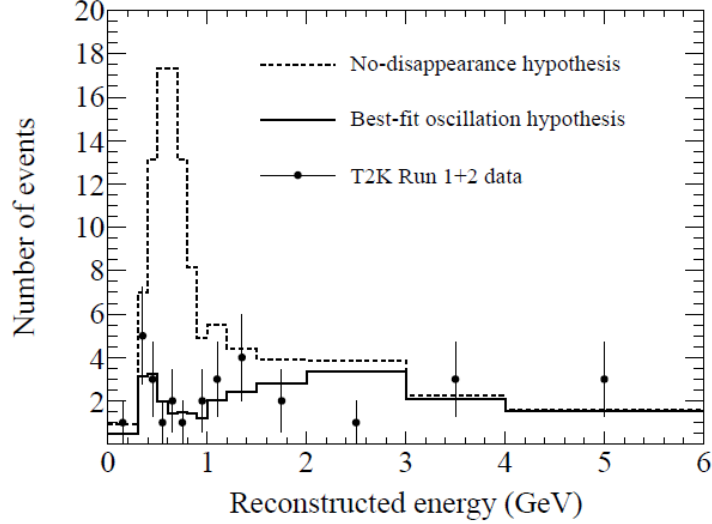 20
18
16
14
12
10
8
6
4
2
Number of events
No-disappearance hypothesis
Best-fit oscillation hypothesis
T2K Run 1+2 data
0 1 2 3 4 5 6
Reconstructed energy (GeV)